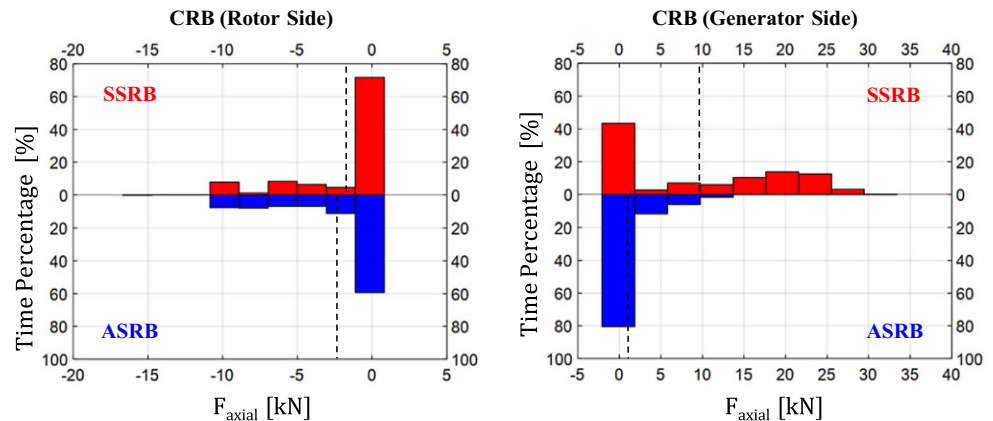 CRB (Rotor Side)
-20 -15 -10 -5 0 5
80 80
SSRB
60 60
40 40
20 20
0 0
20 20
40 40
60 60
ASRB
80 80
100 100
-20 -15 -10 -5 0 5
Time Percentage [%]
Faxial [kN]
CRB (Generator Side)
-5 0 5 10 15 20 25 30 35 40
80 80
SSRB
60 60
40 40
20 20
0 0
20 20
40 40
60 60
ASRB
80 80
100 100
-5 0 5 10 15 20 25 30 35 40
Time Percentage [%]
Faxial [kN]